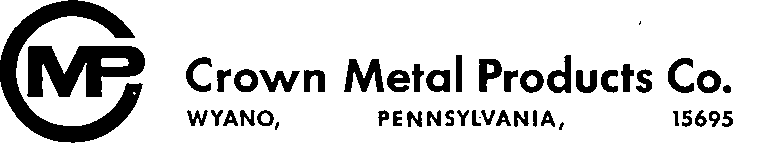 CMP
Crown Metal Products Co.
WYANO, PENNSYLVANIA, 15695